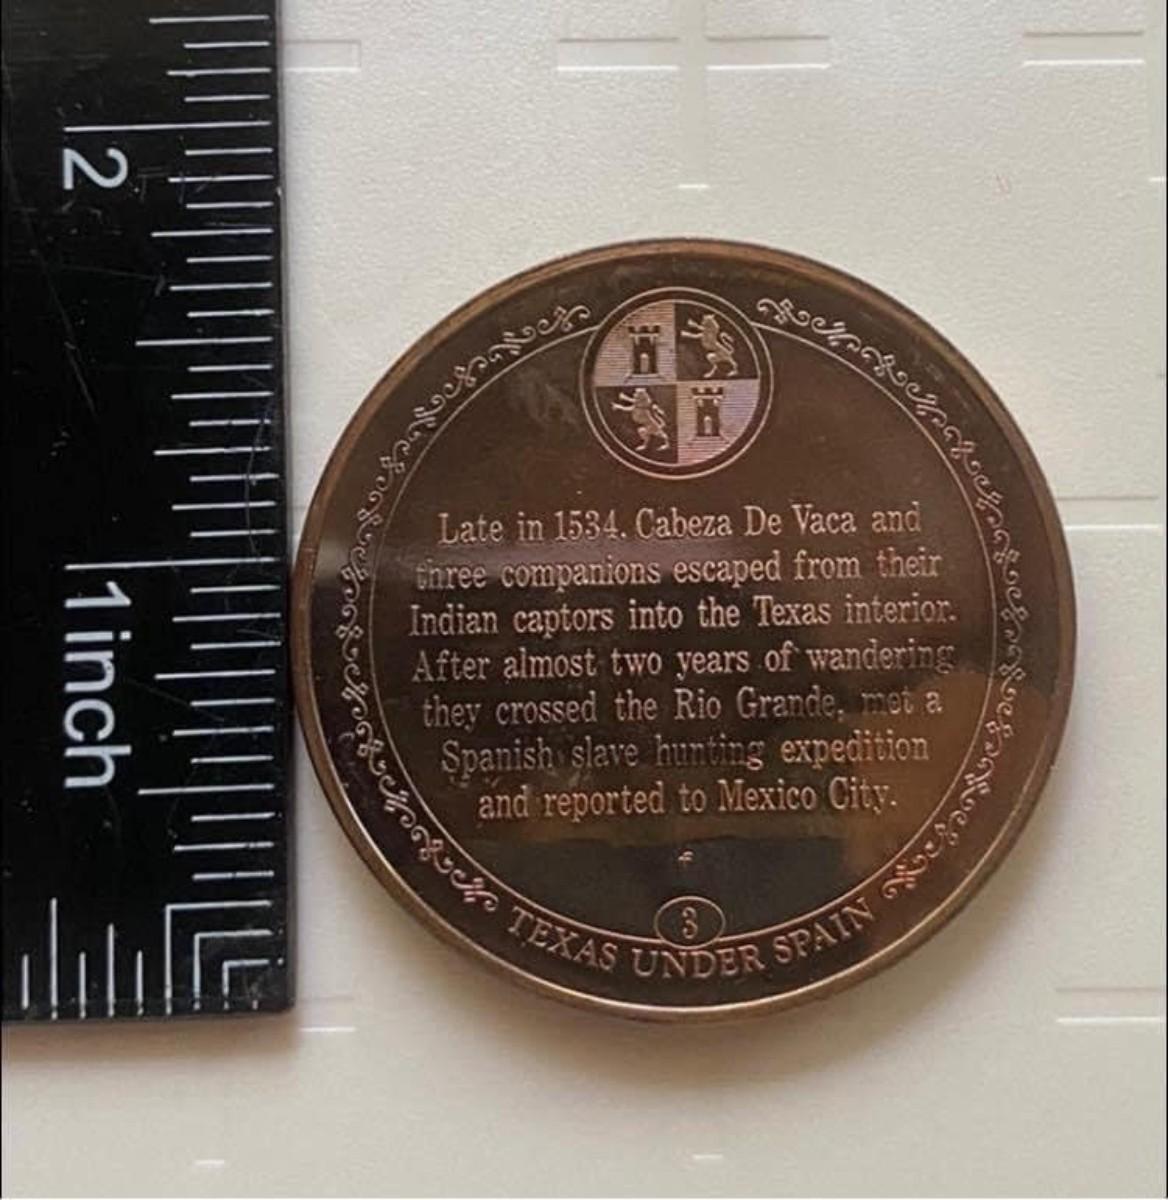 2
1 inch
Late in 1534. Cabeza De Vaca and
three companions escaped from their
Indian captors into the Texas interior.
After almost two years of wandering
they crossed the Rio Grande, met a
Spanish slave hunting expedition
and reported to Mexico City.
f
3
TEXAS UNDER SPAIN